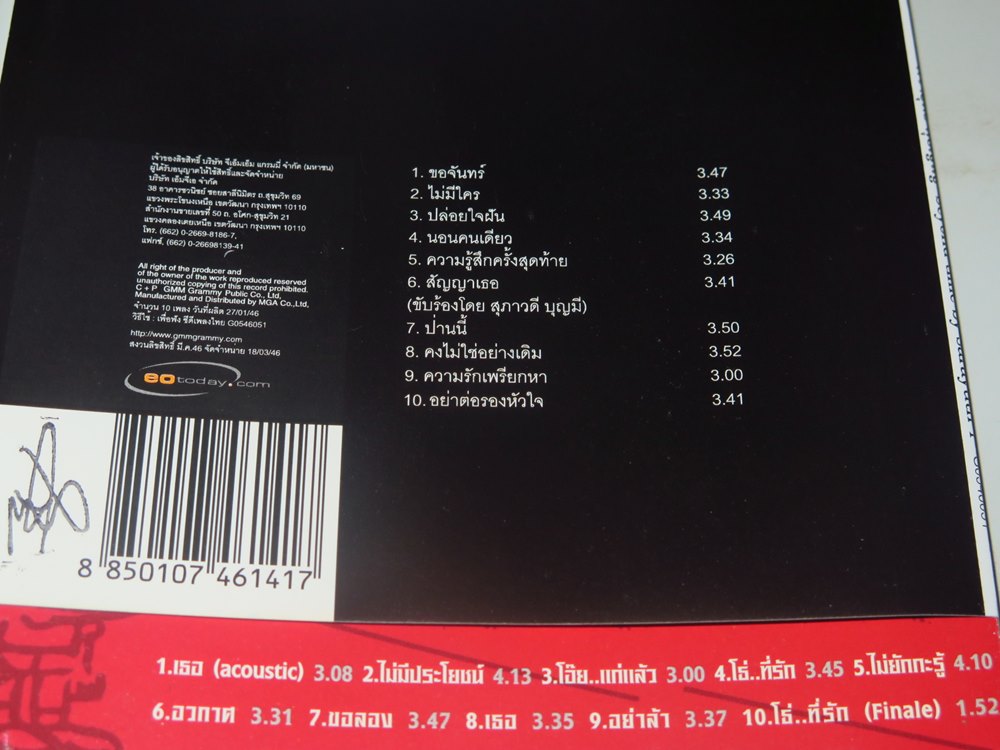 เจ้าของลิขสิทธิ์ บริษัท จีเอ็มเอ็ม แกรมมี่ จำกัด (มหาชน)
ผู้ได้รับอนุญาตให้ใช้สิทธิ์และจัดจำหน่าย
บริษัท เอ็มจีเอ จำกัด
38 อาคารชวนิชย์ ซอยสาลีนิมิตร ถ.สุขุมวิท 69
แขวงพระโขนงเหนือ เขตวัฒนา กรุงเทพฯ 10110
สำนักงานขายเลขที่ 50 ถ. อโศก-สุขุมวิท 21
แขวงคลองเตยเหนือ เขตวัฒนา กรุงเทพฯ 10110
โทร. (662) 0-2669-8186-7,
แฟกซ์. (662) 0-26698139-41
All right of the producer and
of the owner of the work reproduced reserved
unauthorized copying of this record prohibited.
C + P GMM Grammy Public Co., Ltd.
Manufactured and Distributed by MGA Co.,Ltd,
จำนวน 10 เพลง วันที่ผลิต 27/01/46
วิธีใช้ : เพื่อฟัง ซีดีเพลงไทย G0546051
http://www.gmmgrammy.com
สงวนลิขสิทธิ์ มี.ค.46 จัดจำหน่าย 18/03/46
eotoday.com
1. ขอจันทร์ 3.47
2. ไม่มีใคร 3.33
3. ปล่อยใจฝัน 3.49
4. นอนคนเดียว 3.34
5. ความรู้สึกครั้งสุดท้าย 3.26
6. สัญญาเธอ 3.41
(ขับร้องโดย สุภาวดี บุญมี)
7. ปานนี้ 3.50
8. คงไม่ใช่อย่างเดิม 3.52
9. ความรักเพรียกหา 3.00
10. อย่าต่อรองหัวใจ 3.41
8 850107 461417
1.เธอ (acoustic) 3.08 2.ไม่มีประโยชน์ 4.13 3.โอ๊ย..แก่แล้ว 3.00 4.โธ่..ที่รัก 3.45 5.ไม่ยักกะรู้ 4.10
6.อวกาศ 3.31 7.ขอลอง 3.47 8.เธอ 3.35 9.อย่าล้า 3.37 10.โธ่..ที่รัก (Finale) 1.52